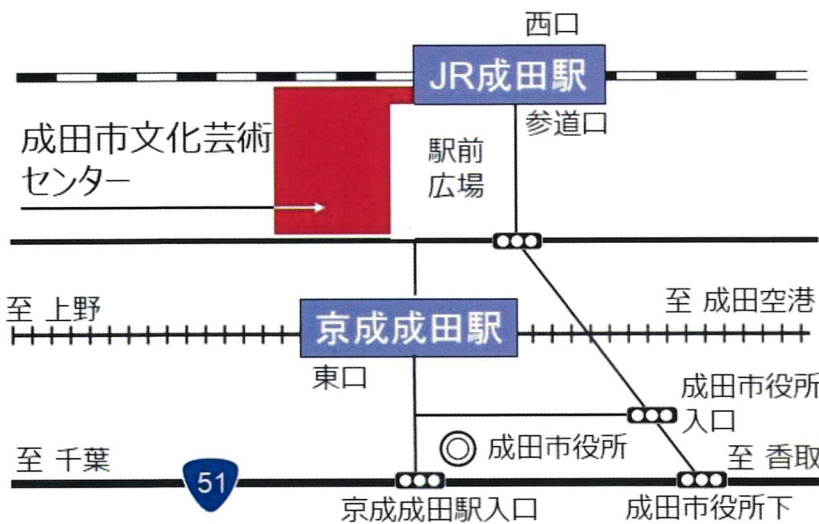 西口
JR成田駅
参道口
成田市文化芸術
センター
駅前
広場
至 上野
至 成田空港
京成成田駅
東口
成田市役所
入口
成田市役所
至 千葉
至 香取
51
京成成田駅入口
成田市役所下